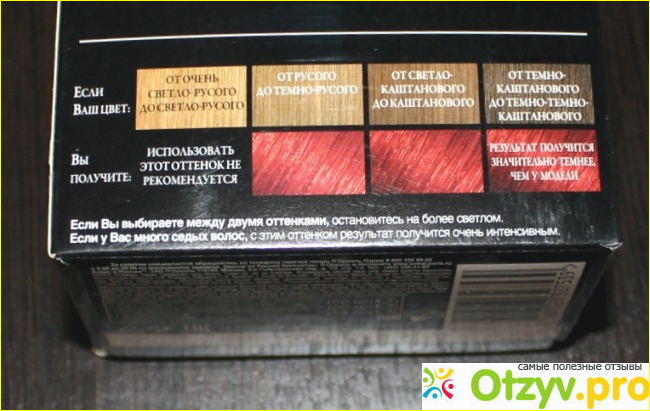 ЕСЛИ
ВАШ ЦВЕТ:
ОТ ОЧЕНЬ
СВЕТЛО-РУСОГО
ДО СВЕТЛО-РУСОГО
ОТ РУСОГО
ДО ТЕМНО-РУСОГО
ОТ СВЕТЛО-
КАШТАНОВОГО
ДО КАШТАНОВОГО
ОТ ТЕМНО-
КАШТАНОВОГО
ДО ТЕМНО-ТЕМНО-
КАШТАНОВОГО
ВЫ
ПОЛУЧИТЕ:
ИСПОЛЬЗОВАТЬ
ЭТОТ ОТТЕНОК НЕ
РЕКОМЕНДУЕТСЯ
РЕЗУЛЬТАТ ПОЛУЧИТСЯ
ЗНАЧИТЕЛЬНО ТЕМНЕЕ,
ЧЕМ У МОДЕЛИ
Если Вы выбираете между двумя оттенками, остановитесь на более светлом.
Если у Вас много седых волос, с этим оттенком результат получится очень интенсивным.
самые полезные отзывы
Otzyv.pro